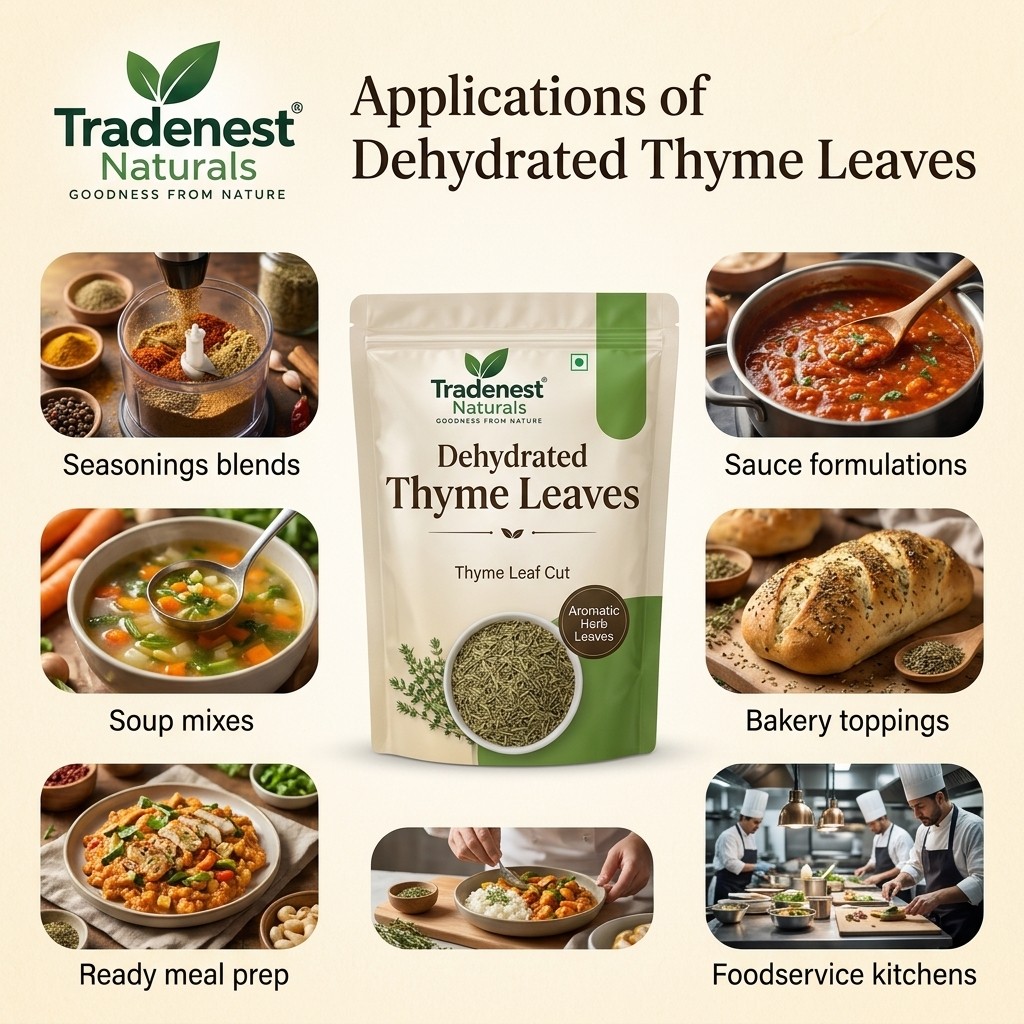 Tradenest®
Naturals
GOODNESS FROM NATURE
Applications of
Dehydrated Thyme Leaves
Seasonings blends
Soup mixes
Ready meal prep
Tradenest®
Naturals
GOODNESS FROM NATURE
Dehydrated
Thyme Leaves
Thyme Leaf Cut
Aromatic
Herb
Leaves
Sauce formulations
Bakery toppings
Foodservice kitchens